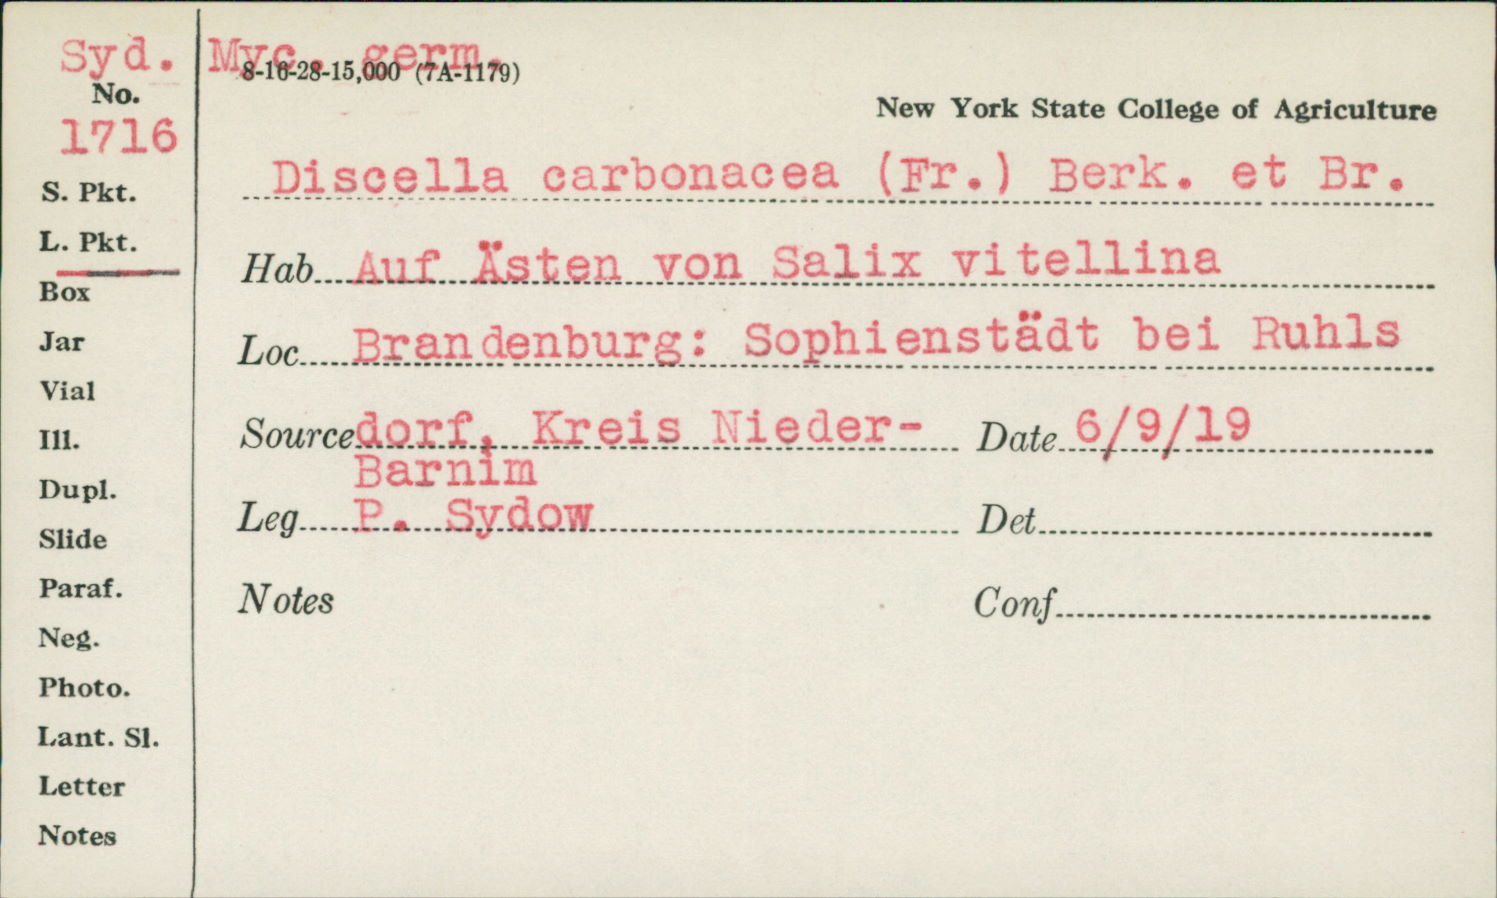 Syd. Myc. germ.
8-16-28-15,000 (7A-1179)
No.
1716
New York State College of Agriculture
Discella carbonacea (Fr.) Berk. et Br.
S. Pkt.
L. Pkt.
Hab Auf Ästen von Salix vitellina
Box
Jar
Loc Brandenburg: Sophienstädt bei Ruhls
Vial
Ill.
Source dorf, Kreis Nieder- Date 6/9/19
Barnim
Dupl.
Leg P. Sydow Det
Slide
Paraf.
Notes Conf
Neg.
Photo.
Lant. Sl.
Letter
Notes